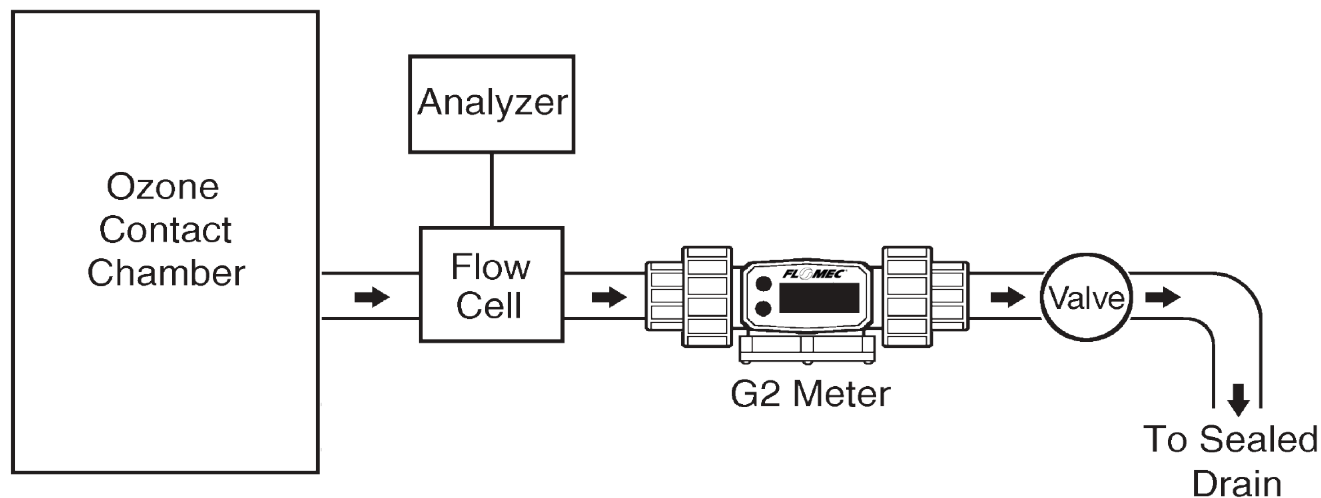 Ozone
Contact
Chamber
Analyzer
Flow
Cell
FLOMEC
G2 Meter
Valve
To Sealed
Drain